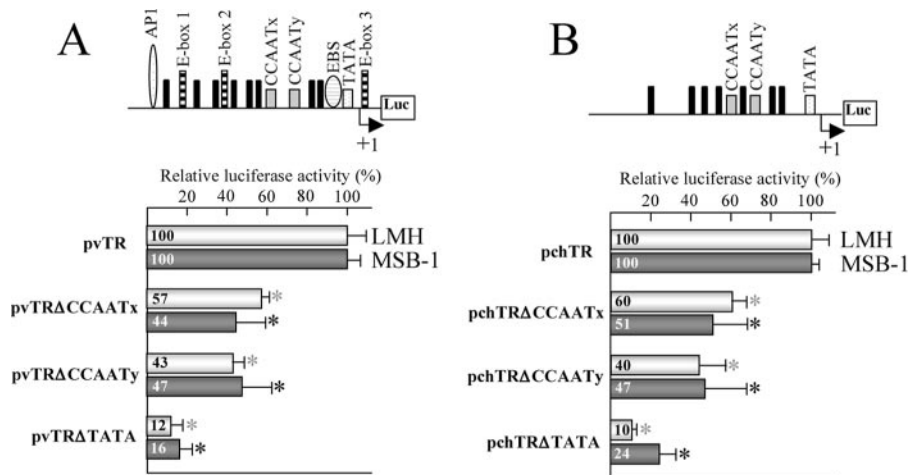 A
AP1
E-box 1
E-box 2
CCAATx
CCAATy
EBS
TATA
E-box 3
Luc
+1
Relative luciferase activity (%)
20 40 60 80 100
pvTR
100 LMH
100 MSB-1
pvTRΔCCAATx
57 *
44 *
pvTRΔCCAATy
43 *
47 *
pvTRΔTATA
12 *
16 *
B
CCAATx
CCAATy
TATA
Luc
+1
Relative luciferase activity (%)
20 40 60 80 100
pchTR
100 LMH
100 MSB-1
pchTRΔCCAATx
60 *
51 *
pchTRΔCCAATy
40 *
47 *
pchTRΔTATA
10 *
24 *